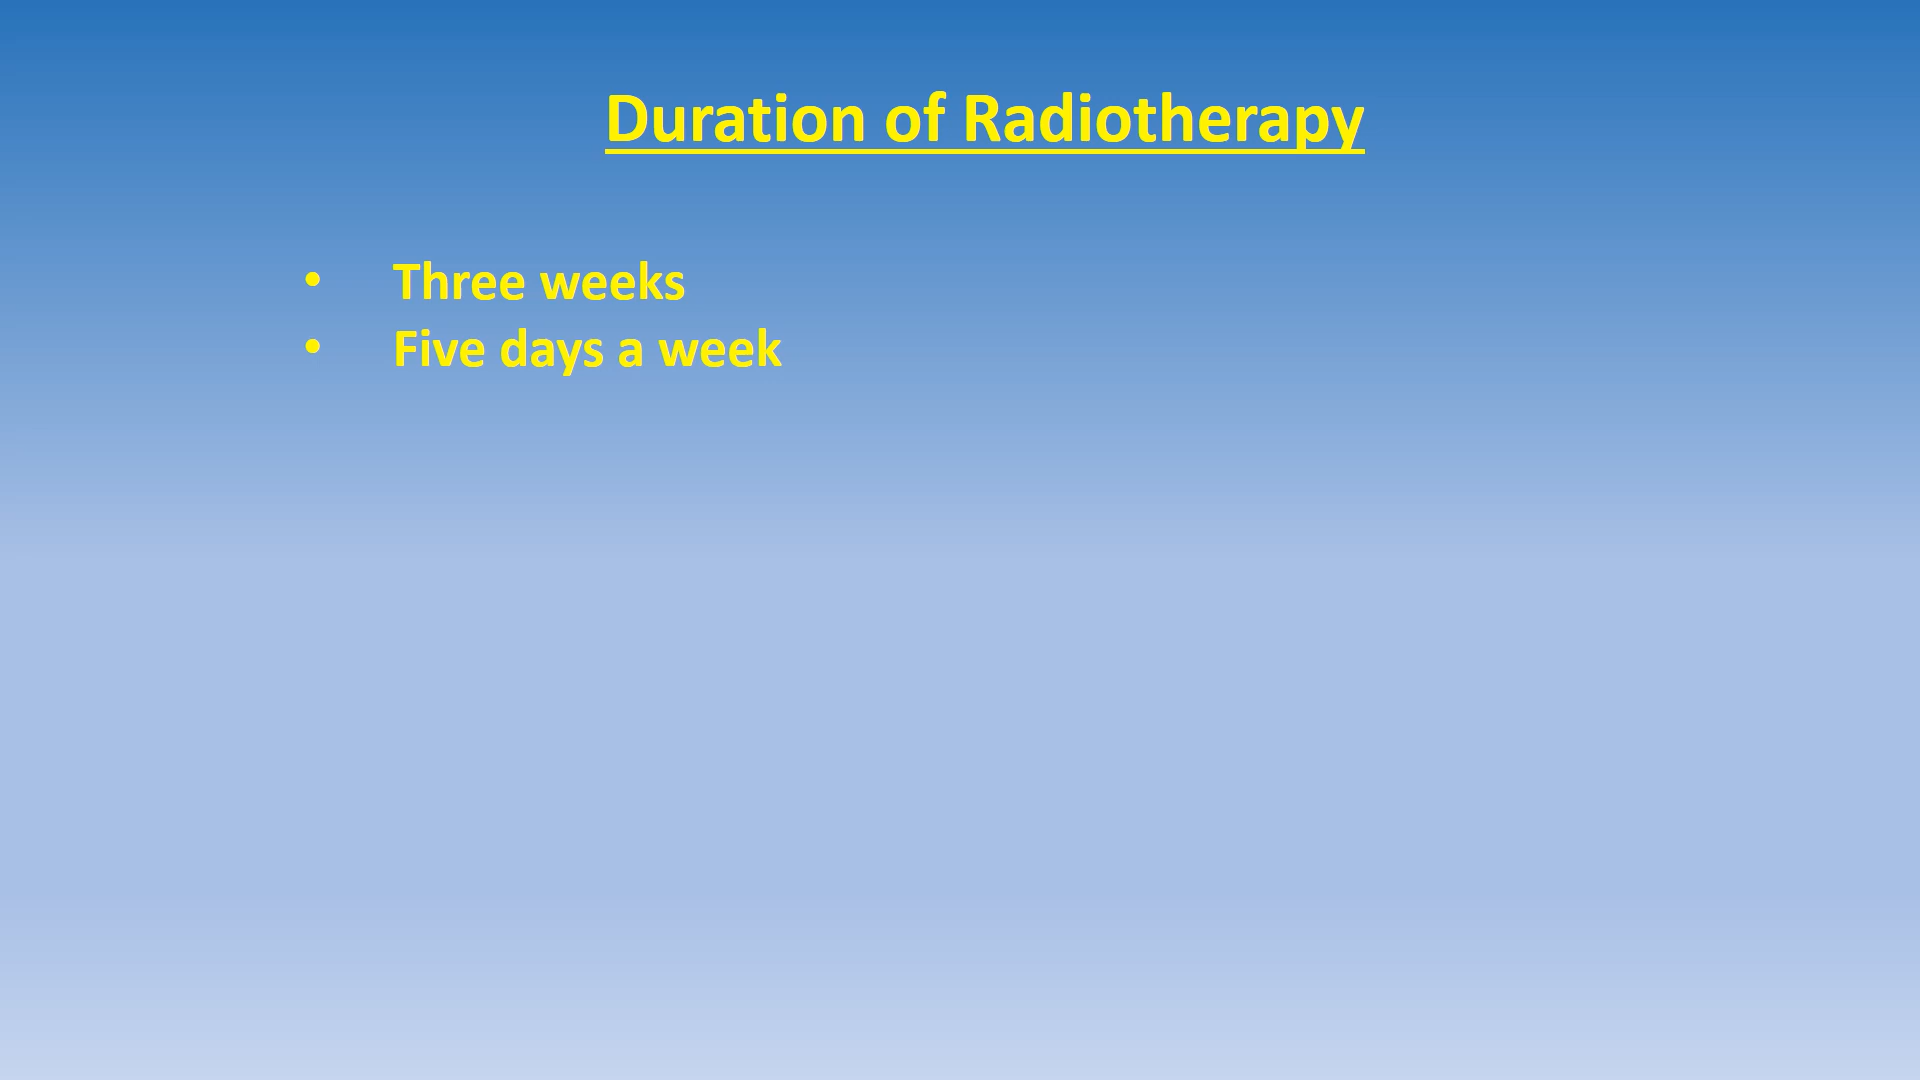 Duration of Radiotherapy
• Three weeks
• Five days a week